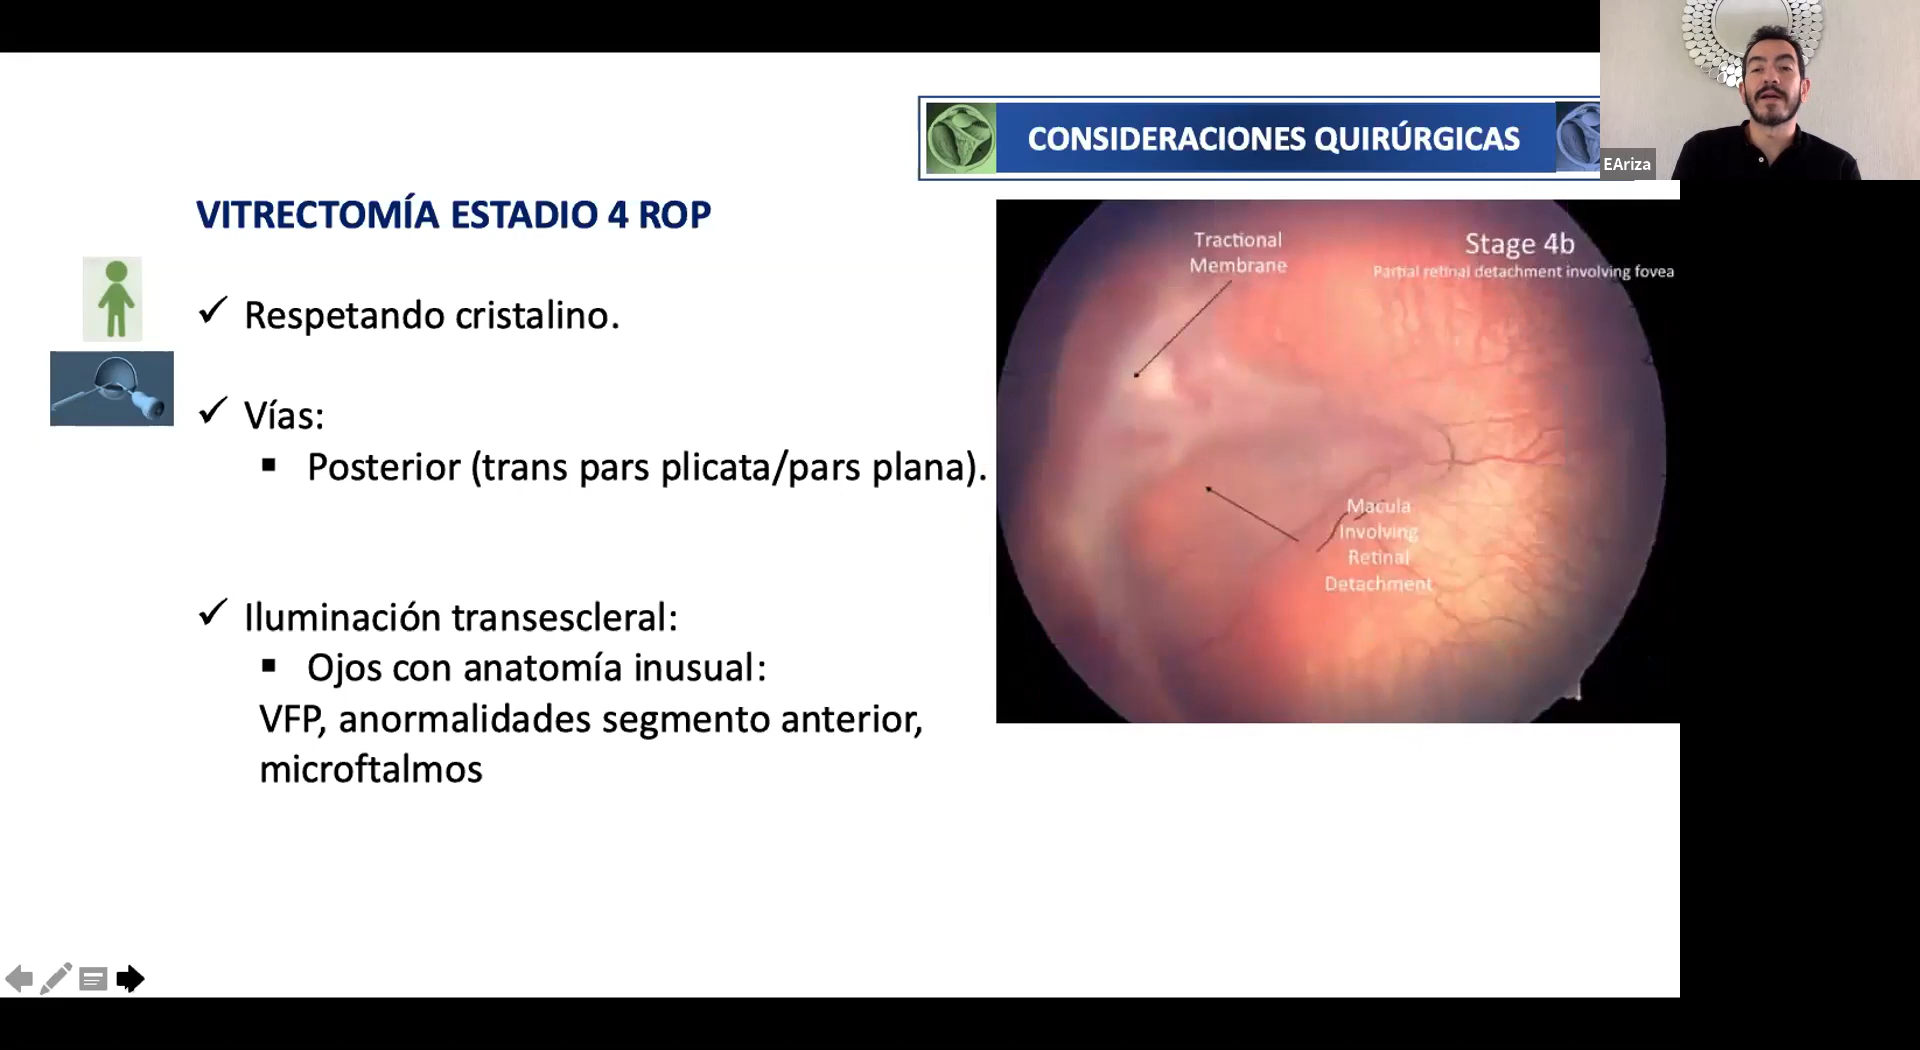 CONSIDERACIONES QUIRÚRGICAS
EAriza
VITRECTOMÍA ESTADIO 4 ROP
✓ Respetando cristalino.
✓ Vías:
▪ Posterior (trans pars plicata/pars plana).
✓ Iluminación transescleral:
▪ Ojos con anatomía inusual:
VFP, anormalidades segmento anterior,
microftalmos
Tractional
Membrane
Stage 4b
Partial retinal detachment involving fovea
Macula
Involving
Retinal
Detachment